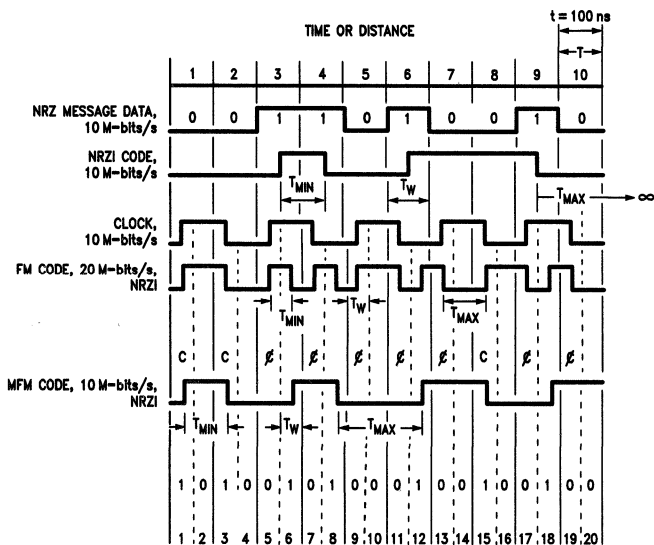 t = 100 ns
TIME OR DISTANCE
T
1 2 3 4 5 6 7 8 9 10
NRZ MESSAGE DATA,
10 M-bits/s
0 0 1 1 0 1 0 0 1 0
NRZI CODE,
10 M-bits/s
TMIN
TW
TMAX ∞
CLOCK,
10 M-bits/s
FM CODE, 20 M-bits/s,
NRZI
TMIN
TW
TMAX
C C ₵ ₵ ₵ ₵ ₵ C ₵ ₵
MFM CODE, 10 M-bits/s,
NRZI
TMIN
TW
TMAX
1 0 1 0 0 1 0 1 0 0 0 1 0 0 1 0 0 1 0 0
1 2 3 4 5 6 7 8 9 10 11 12 13 14 15 16 17 18 19 20